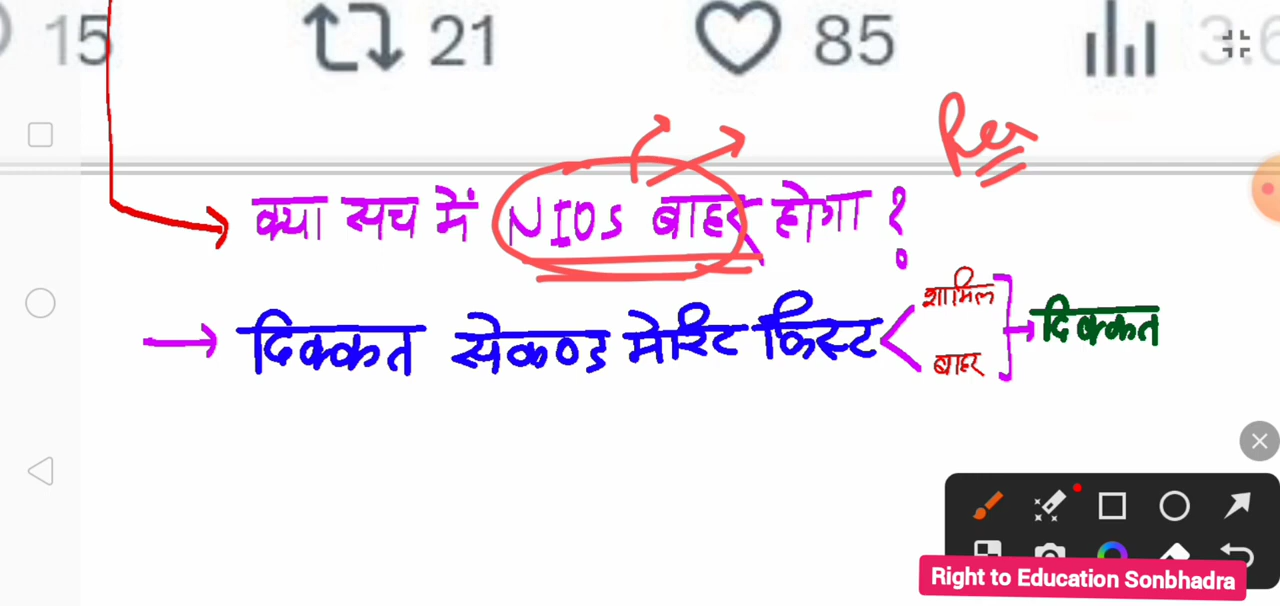 15 21 85
क्या सच में NIOS बाहर होगा ?
दिक्कत सेकण्ड मेरिट लिस्ट
शामिल
बाहर
दिक्कत
Right to Education Sonbhadra